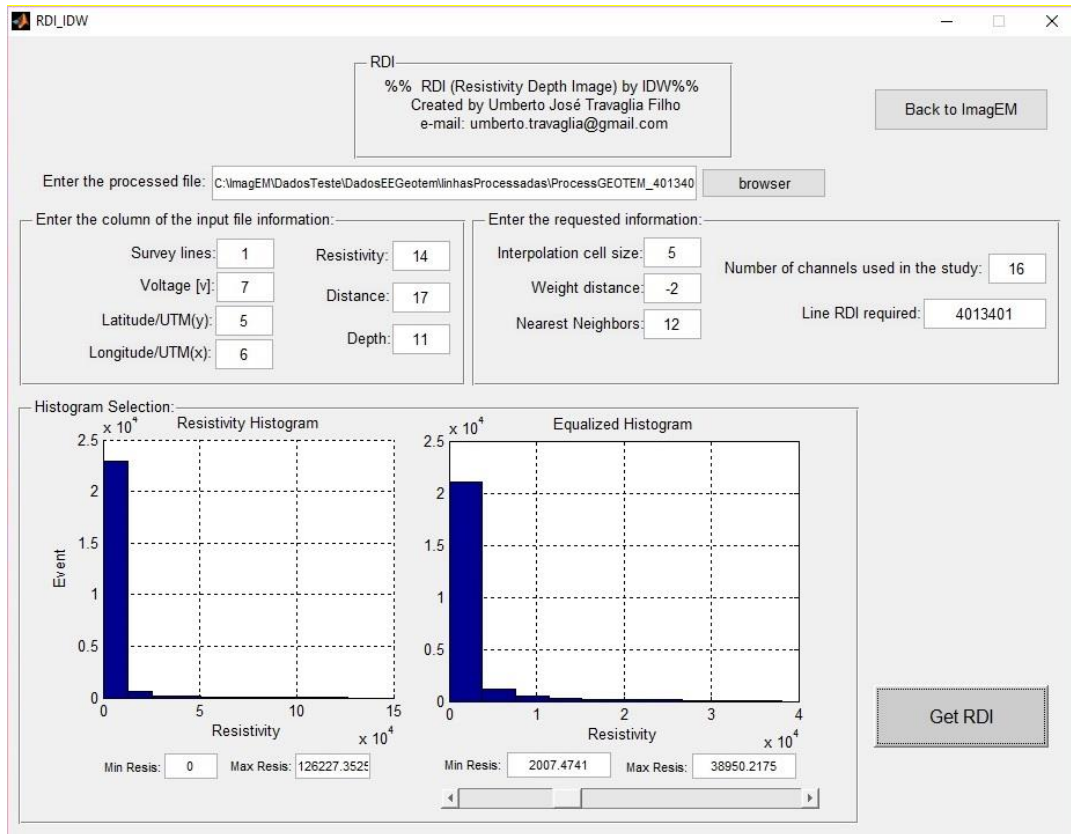 RDI_IDW
RDI
%% RDI (Resistivity Depth Image) by IDW%%
Created by Umberto José Travaglia Filho
e-mail: umberto.travaglia@gmail.com
Back to ImagEM
Enter the processed file: C:\ImagEM\DadosTeste\DadosEEGeotem\linhasProcessadas\ProcessGEOTEM_401340 browser
Enter the column of the input file information:
Survey lines: 1
Voltage [v]: 7
Latitude/UTM(y): 5
Longitude/UTM(x): 6
Resistivity: 14
Distance: 17
Depth: 11
Enter the requested information:
Interpolation cell size: 5
Weight distance: -2
Nearest Neighbors: 12
Number of channels used in the study: 16
Line RDI required: 4013401
Histogram Selection:
Resistivity Histogram
x 10^4
2.5
2
1.5
1
0.5
0
Event
0 5 10 15
Resistivity
x 10^4
Min Resis: 0 Max Resis: 126227.3525
Equalized Histogram
x 10^4
2.5
2
1.5
1
0.5
0
0 1 2 3 4
Resistivity
x 10^4
Min Resis: 2007.4741 Max Resis: 38950.2175
Get RDI